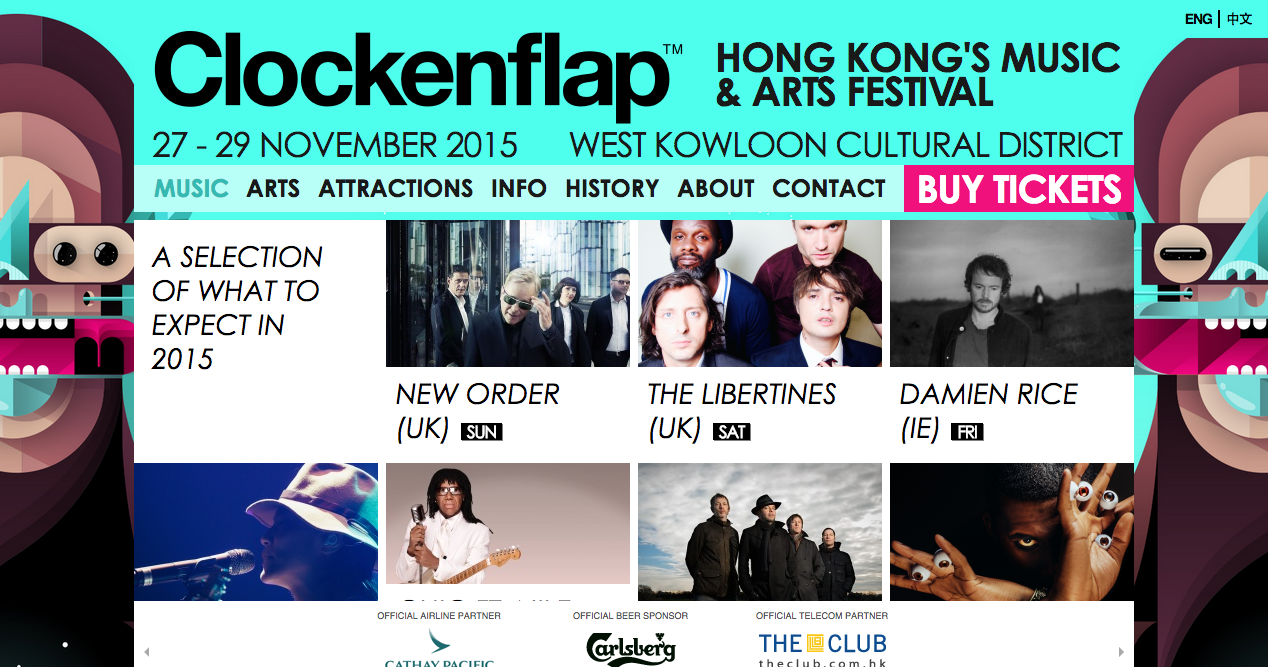 ENG | 中文
Clockenflap™
HONG KONG'S MUSIC
& ARTS FESTIVAL
27 - 29 NOVEMBER 2015
WEST KOWLOON CULTURAL DISTRICT
MUSIC ARTS ATTRACTIONS INFO HISTORY ABOUT CONTACT BUY TICKETS
A SELECTION
OF WHAT TO
EXPECT IN
2015
NEW ORDER
(UK) SUN
THE LIBERTINES
(UK) SAT
DAMIEN RICE
(IE) FRI
OFFICIAL AIRLINE PARTNER
CATHAY PACIFIC
OFFICIAL BEER SPONSOR
Carlsberg
OFFICIAL TELECOM PARTNER
THE CLUB
theclub.com.hk